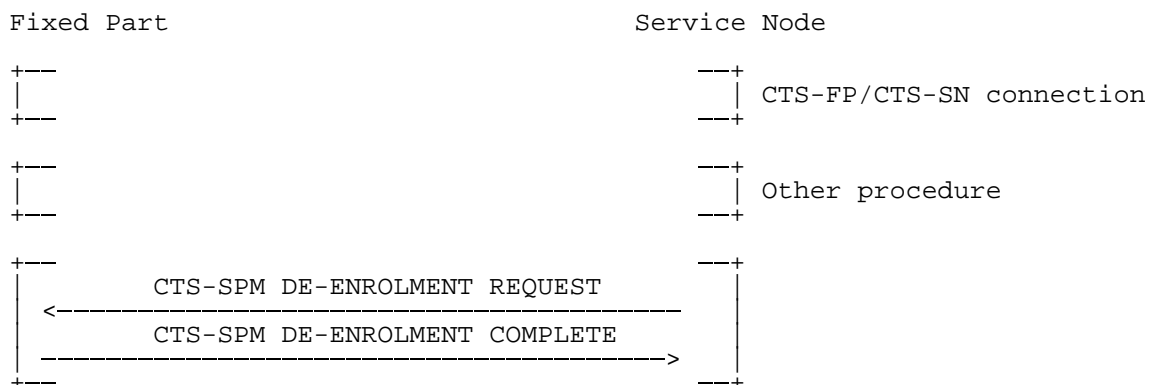 Fixed Part Service Node
CTS-FP/CTS-SN connection
Other procedure
CTS-SPM DE-ENROLMENT REQUEST
CTS-SPM DE-ENROLMENT COMPLETE